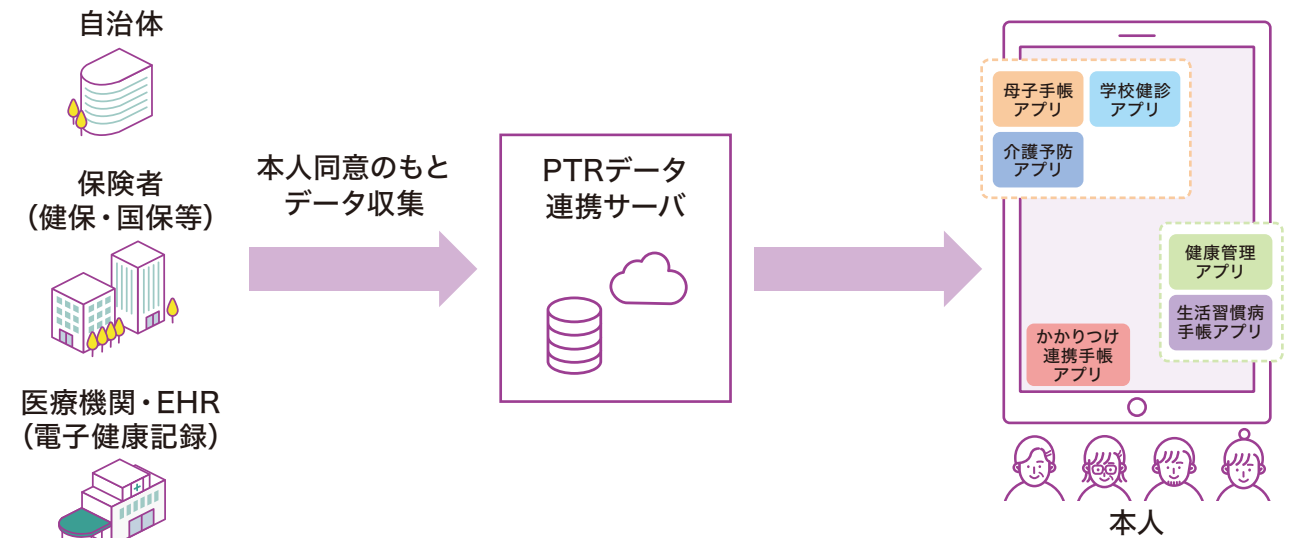 自治体
保険者
(健保・国保等)
医療機関・EHR
(電子健康記録)
本人同意のもと
データ収集
PTRデータ
連携サーバ
母子手帳
アプリ
学校健診
アプリ
介護予防
アプリ
健康管理
アプリ
生活習慣病
手帳アプリ
かかりつけ
連携手帳
アプリ
本人